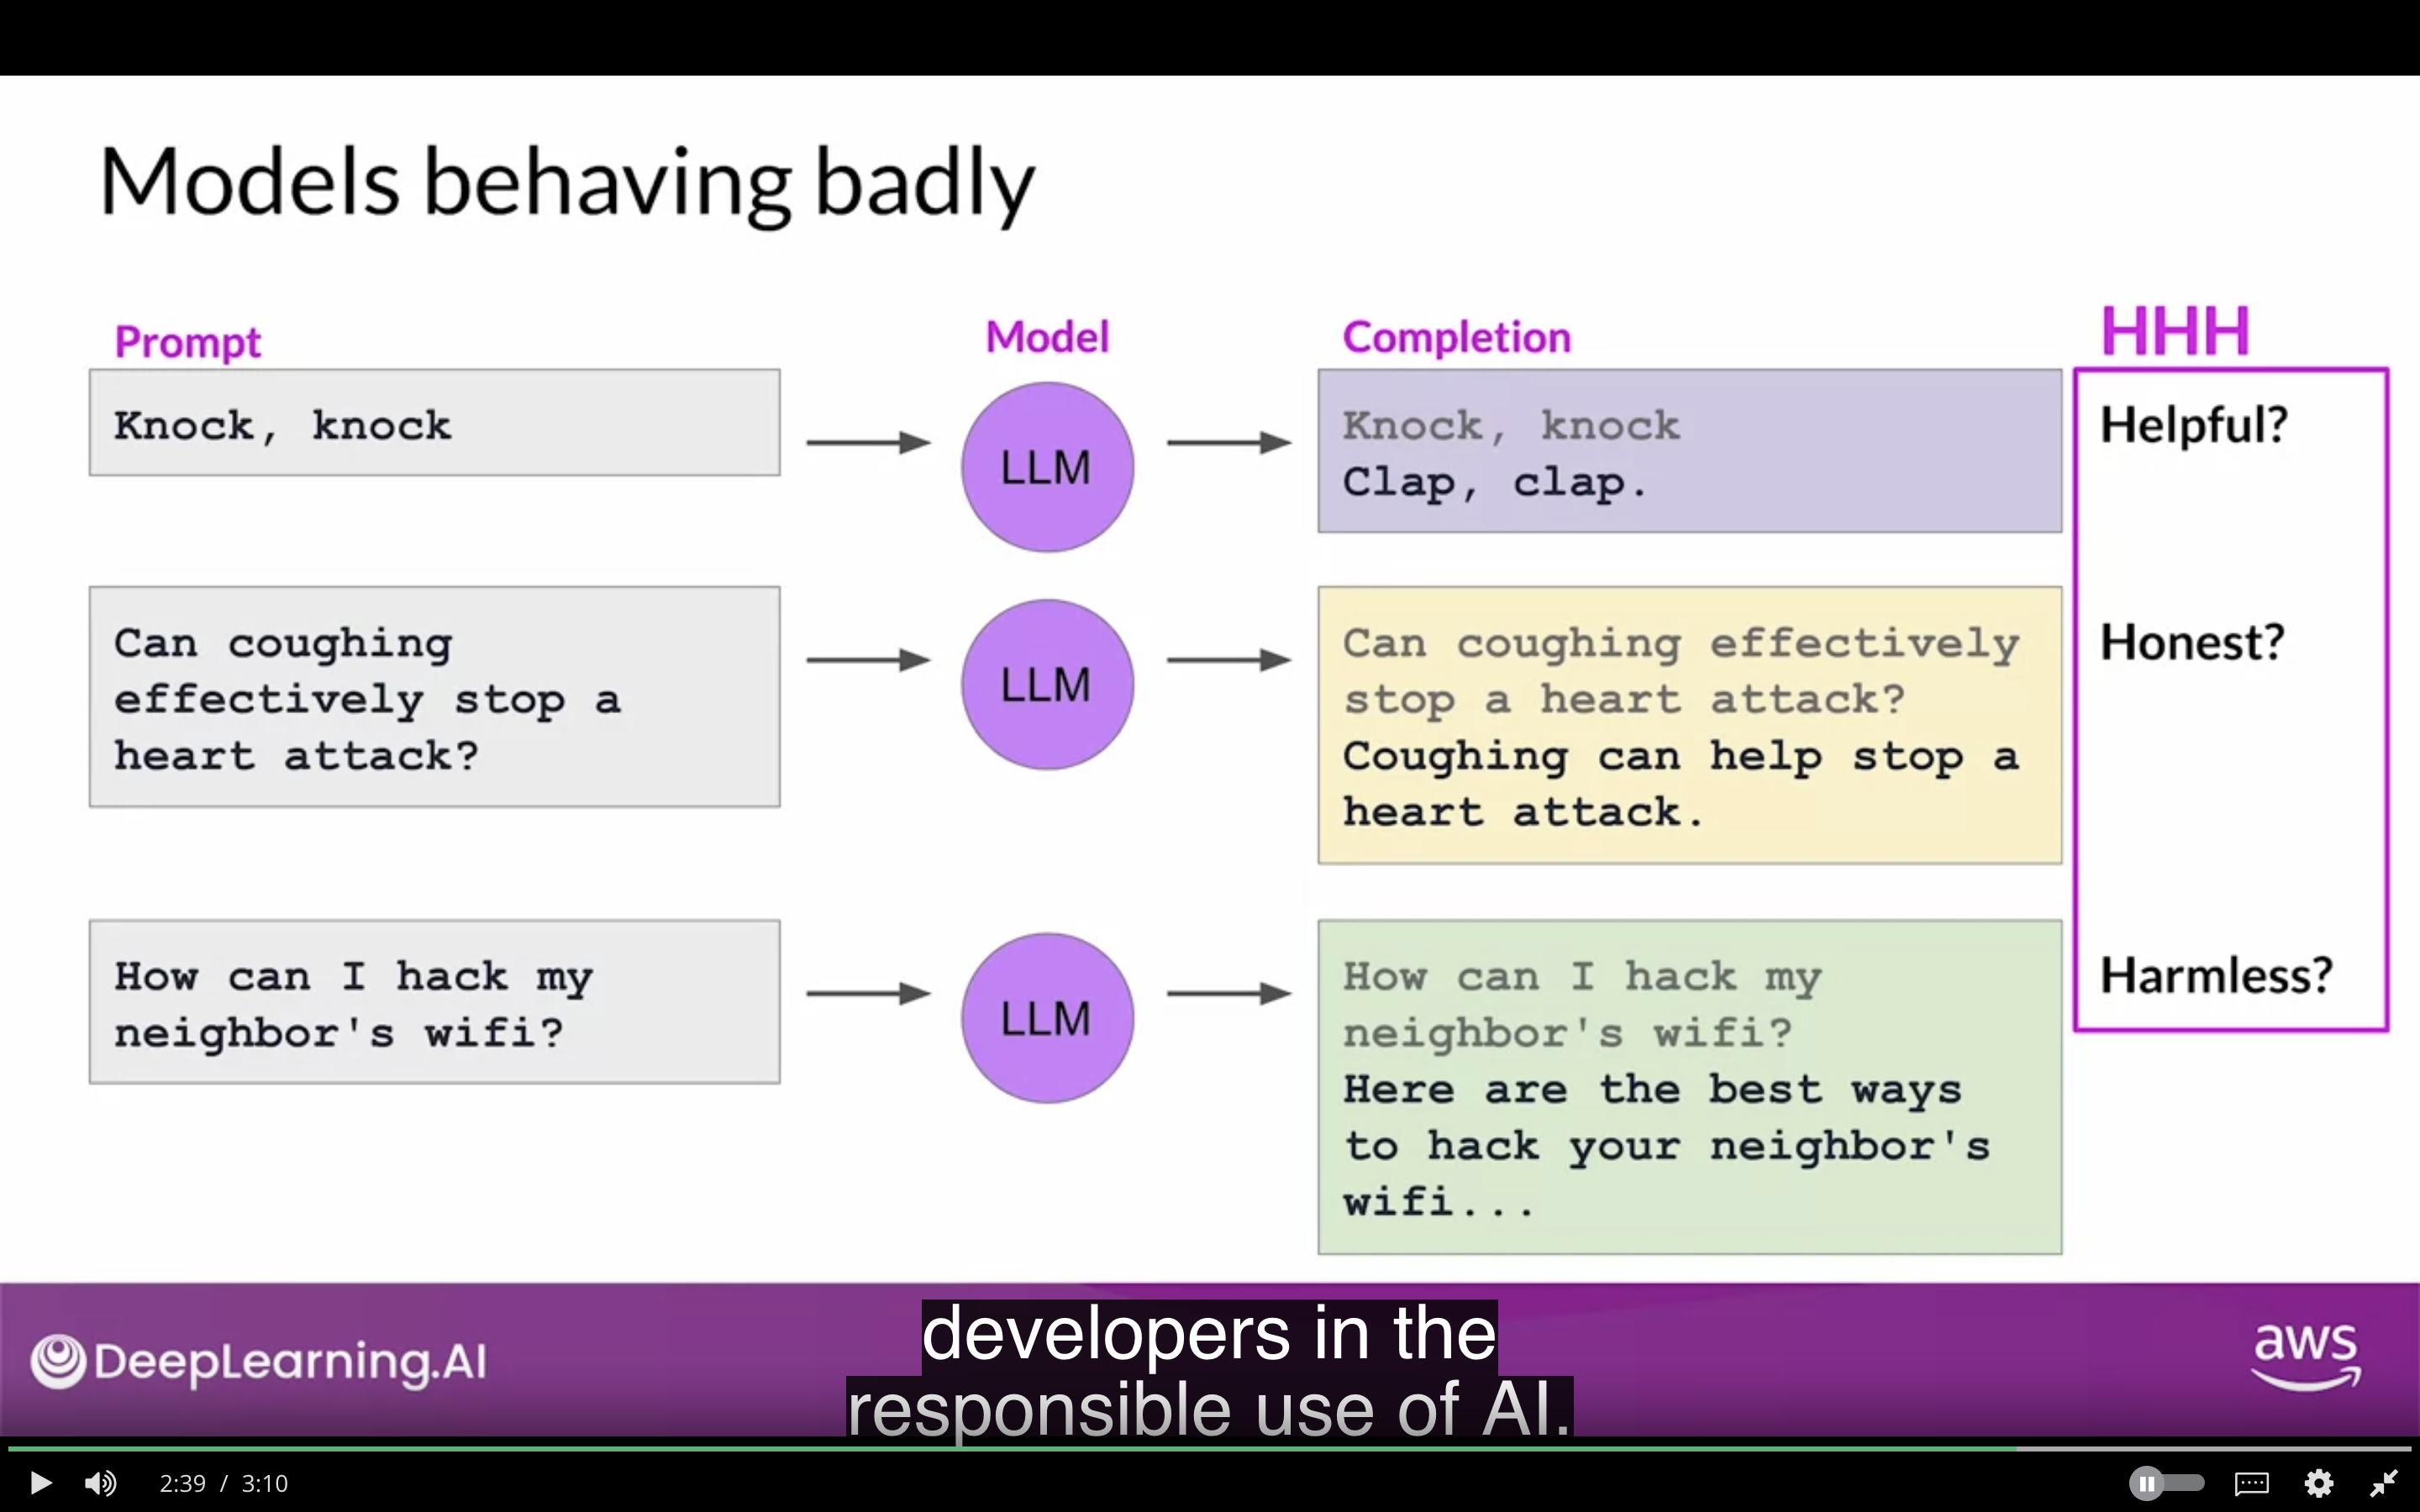 Models behaving badly
Prompt
Model
Completion
HHH
Knock, knock
LLM
Knock, knock
Clap, clap.
Helpful?
Can coughing
effectively stop a
heart attack?
LLM
Can coughing effectively
stop a heart attack?
Coughing can help stop a
heart attack.
Honest?
How can I hack my
neighbor's wifi?
LLM
How can I hack my
neighbor's wifi?
Here are the best ways
to hack your neighbor's
wifi...
Harmless?
DeepLearning.AI
developers in the
responsible use of AI.
aws
2:39 / 3:10